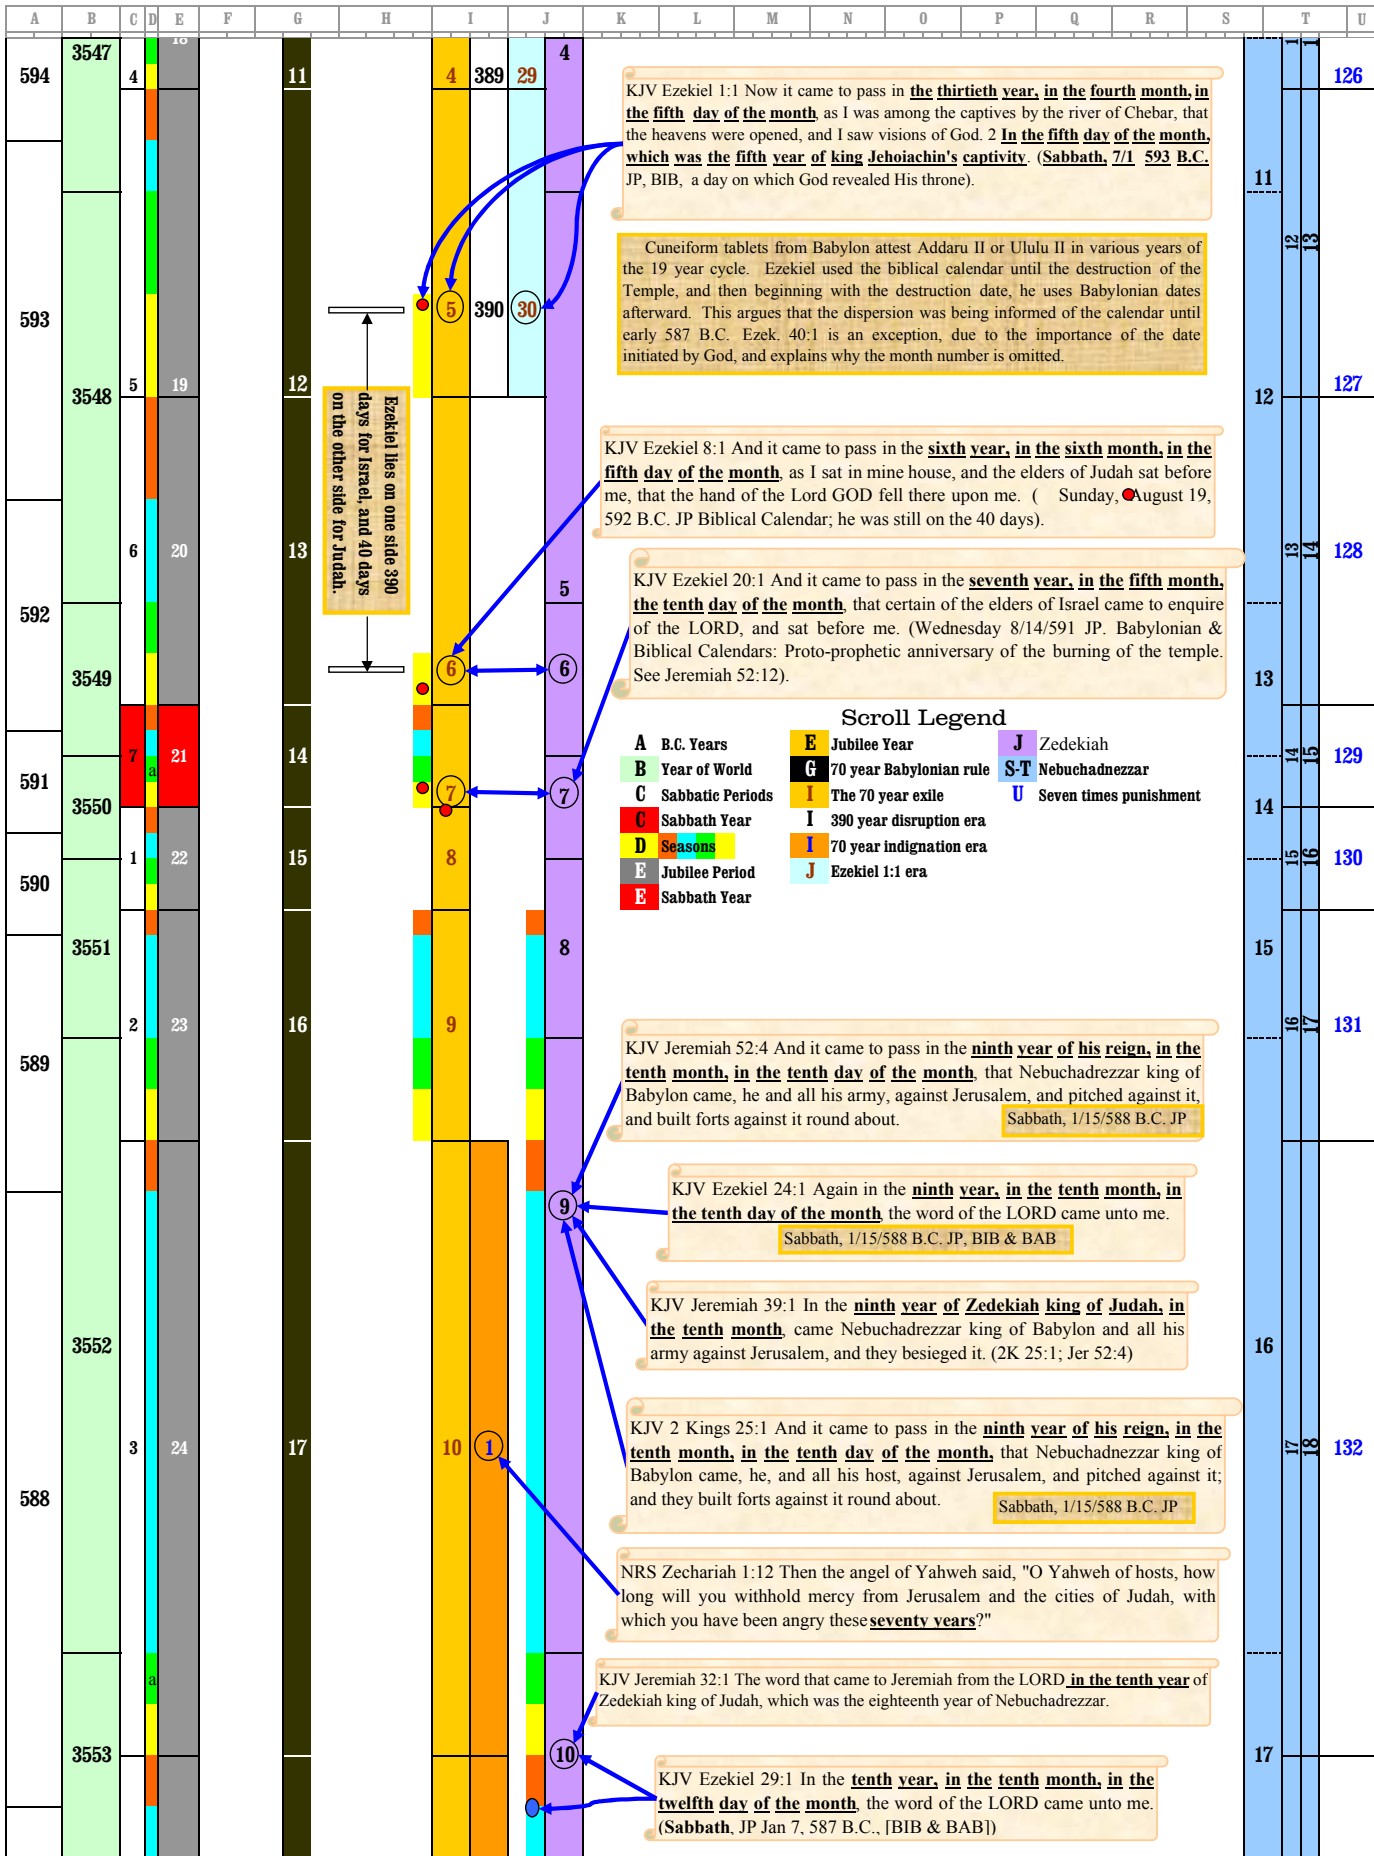 A B C D E F G H I J K L M N O P Q R S T U
594
593
592
591
590
589
588
3547
3548
3549
3550
3551
3552
3553
4
5
6
7
1
2
3
a
a
18
19
20
21
22
23
24
11
12
13
14
15
16
17
Ezekiel lies on one side 390
days for Israel, and 40 days
on the other side for Judah.
4 389 29
5 390 30
6
7
8
9
10 1
4
5
6
7
8
9
10
KJV Ezekiel 1:1 Now it came to pass in the thirtieth year, in the fourth month, in
the fifth day of the month, as I was among the captives by the river of Chebar, that
the heavens were opened, and I saw visions of God. 2 In the fifth day of the month,
which was the fifth year of king Jehoiachin's captivity. (Sabbath, 7/1 593 B.C.
JP, BIB, a day on which God revealed His throne).
Cuneiform tablets from Babylon attest Addaru II or Ululu II in various years of
the 19 year cycle. Ezekiel used the biblical calendar until the destruction of the
Temple, and then beginning with the destruction date, he uses Babylonian dates
afterward. This argues that the dispersion was being informed of the calendar until
early 587 B.C. Ezek. 40:1 is an exception, due to the importance of the date
initiated by God, and explains why the month number is omitted.
KJV Ezekiel 8:1 And it came to pass in the sixth year, in the sixth month, in the
fifth day of the month, as I sat in mine house, and the elders of Judah sat before
me, that the hand of the Lord GOD fell there upon me. ( Sunday, August 19,
592 B.C. JP Biblical Calendar; he was still on the 40 days).
KJV Ezekiel 20:1 And it came to pass in the seventh year, in the fifth month,
the tenth day of the month, that certain of the elders of Israel came to enquire
of the LORD, and sat before me. (Wednesday 8/14/591 JP. Babylonian &
Biblical Calendars: Proto-prophetic anniversary of the burning of the temple.
See Jeremiah 52:12).
Scroll Legend
A B.C. Years
B Year of World
C Sabbatic Periods
C Sabbath Year
D Seasons
E Jubilee Period
E Sabbath Year
E Jubilee Year
G 70 year Babylonian rule
I The 70 year exile
I 390 year disruption era
I 70 year indignation era
J Ezekiel 1:1 era
J Zedekiah
S-T Nebuchadnezzar
U Seven times punishment
KJV Jeremiah 52:4 And it came to pass in the ninth year of his reign, in the
tenth month, in the tenth day of the month, that Nebuchadrezzar king of
Babylon came, he and all his army, against Jerusalem, and pitched against it,
and built forts against it round about.
Sabbath, 1/15/588 B.C. JP
KJV Ezekiel 24:1 Again in the ninth year, in the tenth month, in
the tenth day of the month, the word of the LORD came unto me.
Sabbath, 1/15/588 B.C. JP, BIB & BAB
KJV Jeremiah 39:1 In the ninth year of Zedekiah king of Judah, in
the tenth month, came Nebuchadrezzar king of Babylon and all his
army against Jerusalem, and they besieged it. (2K 25:1; Jer 52:4)
KJV 2 Kings 25:1 And it came to pass in the ninth year of his reign, in the
tenth month, in the tenth day of the month, that Nebuchadnezzar king of
Babylon came, he, and all his host, against Jerusalem, and pitched against it;
and they built forts against it round about.
Sabbath, 1/15/588 B.C. JP
NRS Zechariah 1:12 Then the angel of Yahweh said, "O Yahweh of hosts, how
long will you withhold mercy from Jerusalem and the cities of Judah, with
which you have been angry these seventy years?"
KJV Jeremiah 32:1 The word that came to Jeremiah from the LORD in the tenth year of
Zedekiah king of Judah, which was the eighteenth year of Nebuchadrezzar.
KJV Ezekiel 29:1 In the tenth year, in the tenth month, in the
twelfth day of the month, the word of the LORD came unto me.
(Sabbath, JP Jan 7, 587 B.C., [BIB & BAB])
11
12
13
14
15
16
17
12 13
13 14
14 15
15 16
16 17
17 18
126
127
128
129
130
131
132